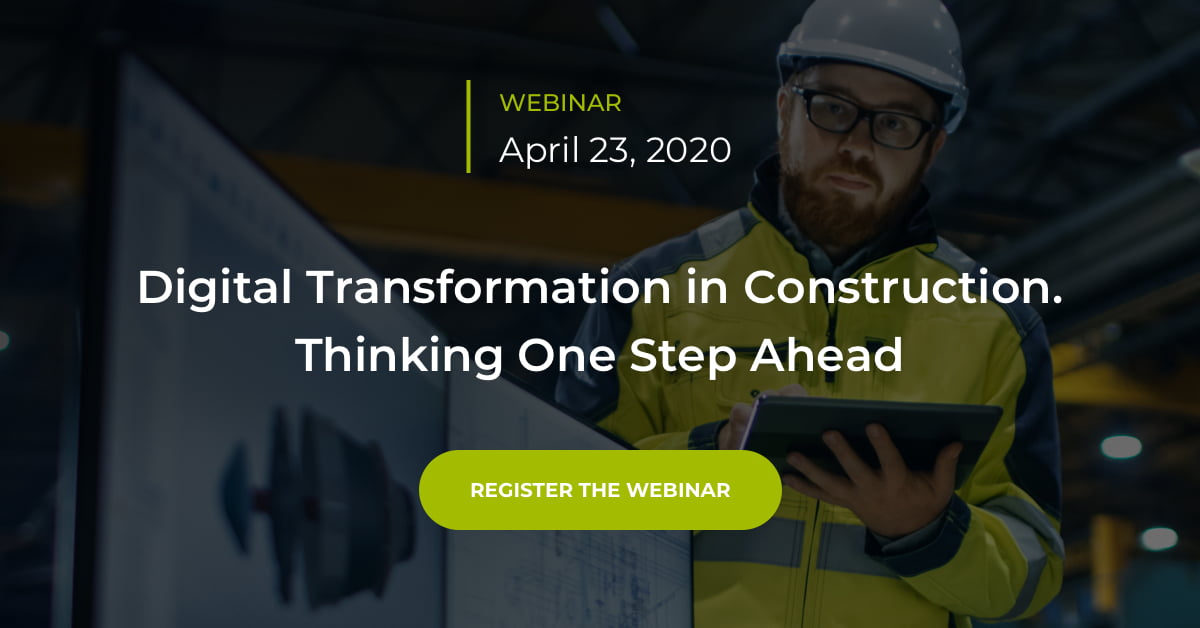 WEBINAR
April 23, 2020
Digital Transformation in Construction.
Thinking One Step Ahead
REGISTER THE WEBINAR